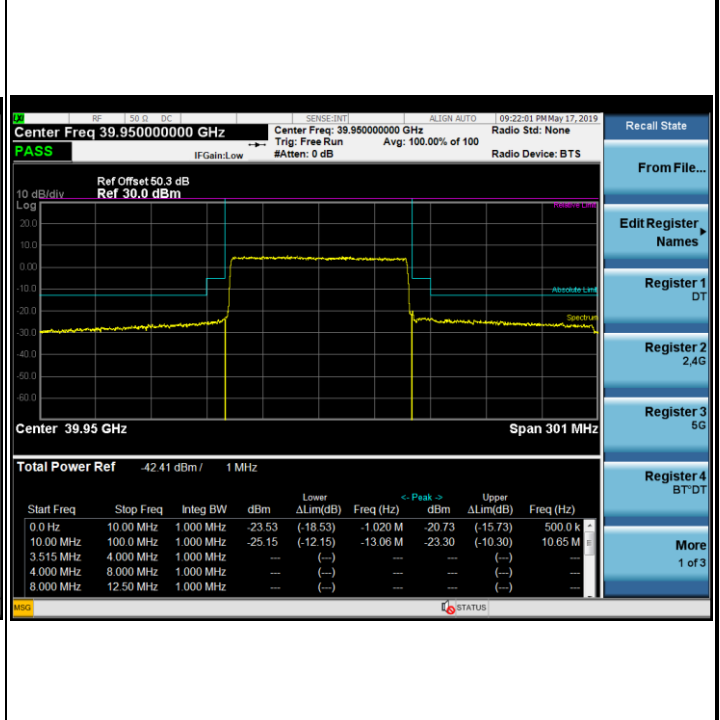 LXI RF 50 Ω DC SENSE:INT ALIGN AUTO 09:22:01 PM May 17, 2019
Center Freq 39.950000000 GHz
Center Freq: 39.950000000 GHz
Radio Std: None
Trig: Free Run Avg: 100.00% of 100
PASS
IFGain:Low
#Atten: 0 dB
Radio Device: BTS
Ref Offset 50.3 dB
10 dB/div Ref 30.0 dBm
Log
Relative Limit
20.0
10.0
0.00
-10.0
Absolute Limit
-20.0
Spectrum
-30.0
-40.0
-50.0
-60.0
Center 39.95 GHz Span 301 MHz
Total Power Ref -42.41 dBm / 1 MHz
Lower <- Peak -> Upper
Start Freq Stop Freq Integ BW dBm ΔLim(dB) Freq (Hz) dBm ΔLim(dB) Freq (Hz)
0.0 Hz 10.00 MHz 1.000 MHz -23.53 (-18.53) -1.020 M -20.73 (-15.73) 500.0 k
10.00 MHz 100.0 MHz 1.000 MHz -25.15 (-12.15) -13.06 M -23.30 (-10.30) 10.65 M
3.515 MHz 4.000 MHz 1.000 MHz --- (---) --- --- (---) ---
4.000 MHz 8.000 MHz 1.000 MHz --- (---) --- --- (---) ---
8.000 MHz 12.50 MHz 1.000 MHz --- (---) --- --- (---) ---
MSG STATUS
Recall State
From File...
Edit Register
Names
Register 1
DT
Register 2
2,4G
Register 3
5G
Register 4
BT°DT
More
1 of 3